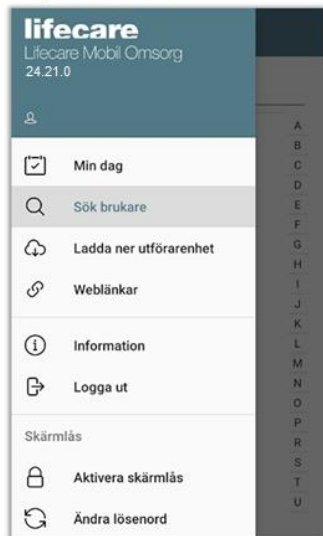 lifecare
Lifecare Mobil Omsorg
24.21.0
Min dag
Sök brukare
Ladda ner utförarenhet
Weblänkar
Information
Logga ut
Skärmlås
Aktivera skärmlås
Ändra lösenord
A
B
C
D
E
F
G
H
I
J
K
L
M
N
O
P
R
S
T
U